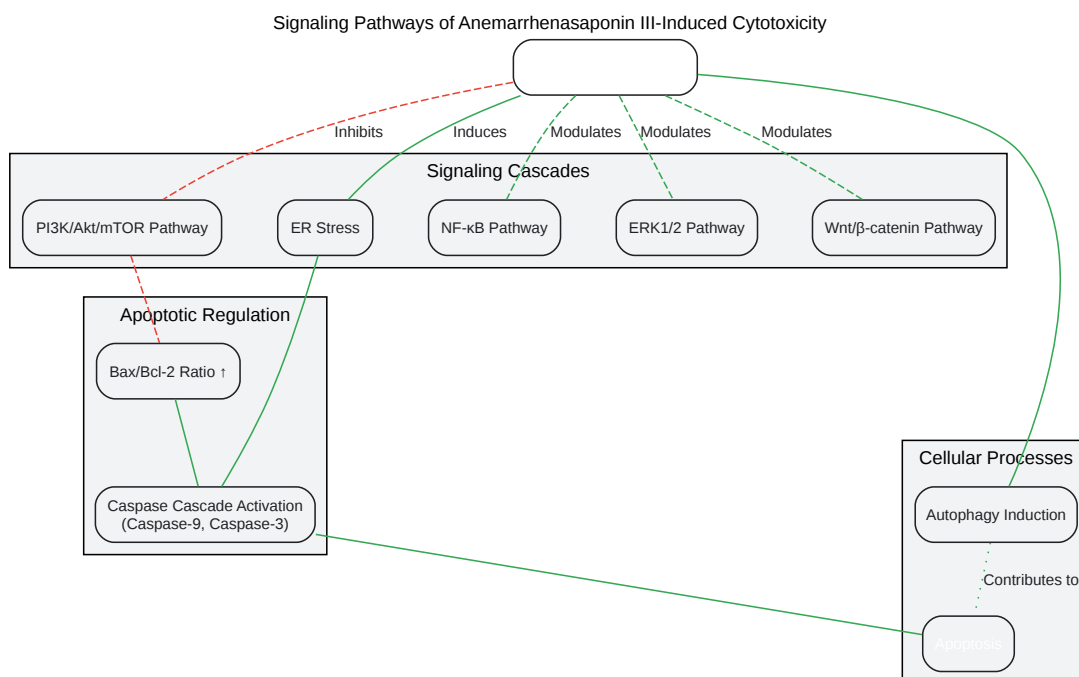 Signaling Pathways of Anemarrhenasaponin III-Induced Cytotoxicity
Inhibits
Induces
Modulates
Modulates
Modulates
Signaling Cascades
PI3K/Akt/mTOR Pathway
ER Stress
NF-κB Pathway
ERK1/2 Pathway
Wnt/β-catenin Pathway
Apoptotic Regulation
Bax/Bcl-2 Ratio ↑
Caspase Cascade Activation
(Caspase-9, Caspase-3)
Cellular Processes
Autophagy Induction
Contributes to
Apoptosis